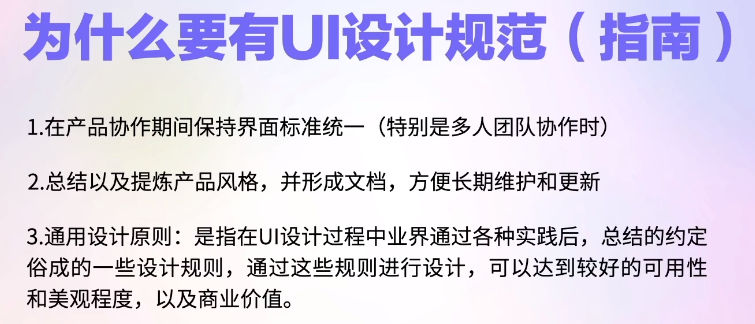 为什么要有UI设计规范（指南）
1.在产品协作期间保持界面标准统一（特别是多人团队协作时）
2.总结以及提炼产品风格，并形成文档，方便长期维护和更新
3.通用设计原则：是指在UI设计过程中业界通过各种实践后，总结的约定
俗成的一些设计规则，通过这些规则进行设计，可以达到较好的可用性
和美观程度，以及商业价值。